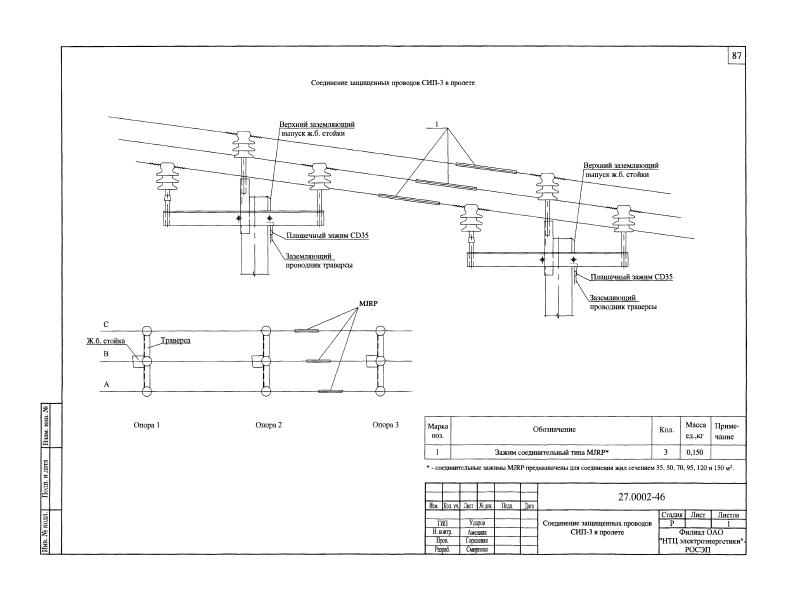 87
Соединение защищенных проводов СИП-3 в пролете
Верхний заземляющий
выпуск ж.б. стойки
1
Верхний заземляющий
выпуск ж.б. стойки
Плашечный зажим CD35
Заземляющий
проводник траверсы
Плашечный зажим CD35
Заземляющий
проводник траверсы
MJRP
С
Ж.б. стойка
Траверса
В
А
Опора 1
Опора 2
Опора 3
Марка поз.
Обозначение
Кол.
Масса ед.,кг
Приме-
чание
1
Зажим соединительный типа MJRP*
3
0,150
* - соединительные зажимы MJRP предназначены для соединения жил сечением 35, 50, 70, 95, 120 и 150 м².
27.0002-46
Изм.
Кол. уч.
Лист
№ док.
Подп.
Дата
ГИП
Уларов
Н. контр.
Амелина
Пров.
Гореленко
Разраб.
Смирнова
Соединение защищенных проводов
СИП-3 в пролете
Стадия
Лист
Листов
Р
1
Филиал ОАО
"НТЦ электроэнергетики"-
РОСЭП
Взам. инв. №
Подп. и дата
Инв. № подл.